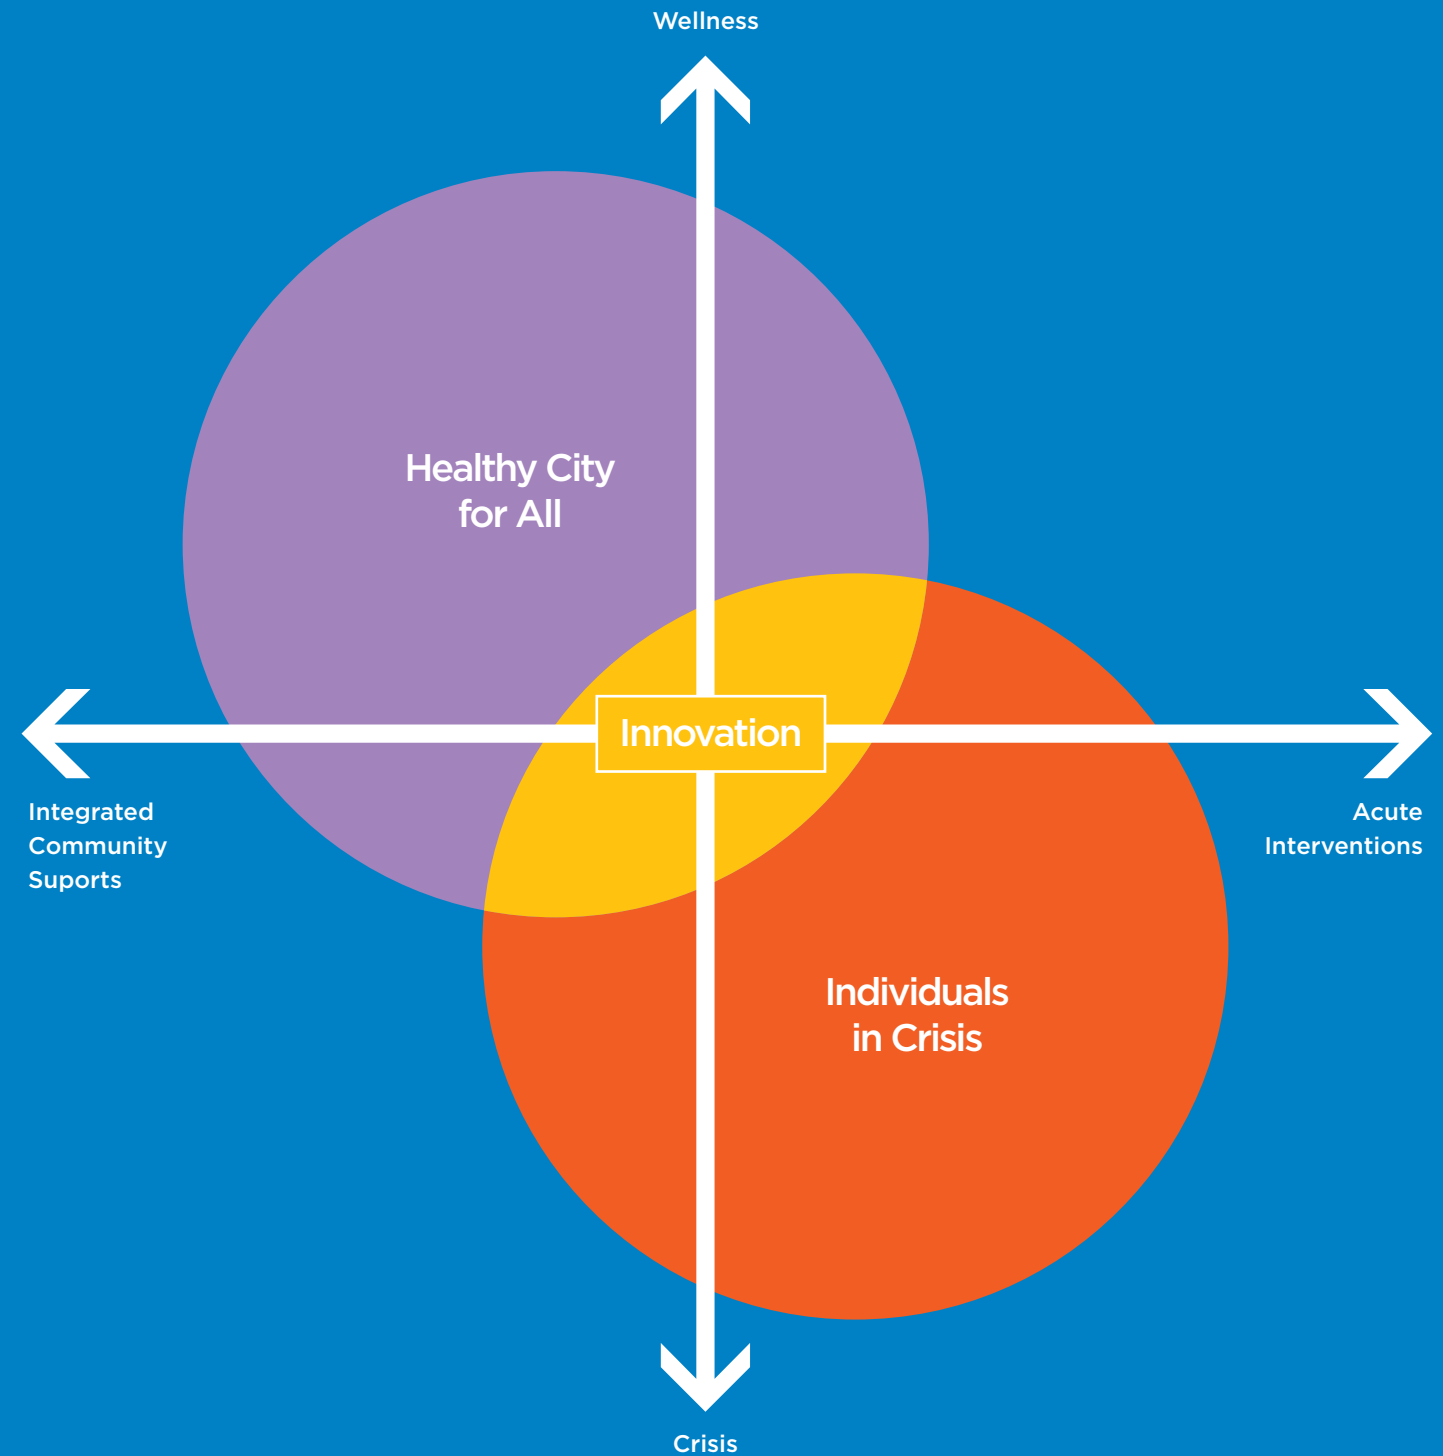 Wellness
Healthy City
for All
Innovation
Integrated
Community
Suports
Acute
Interventions
Individuals
in Crisis
Crisis